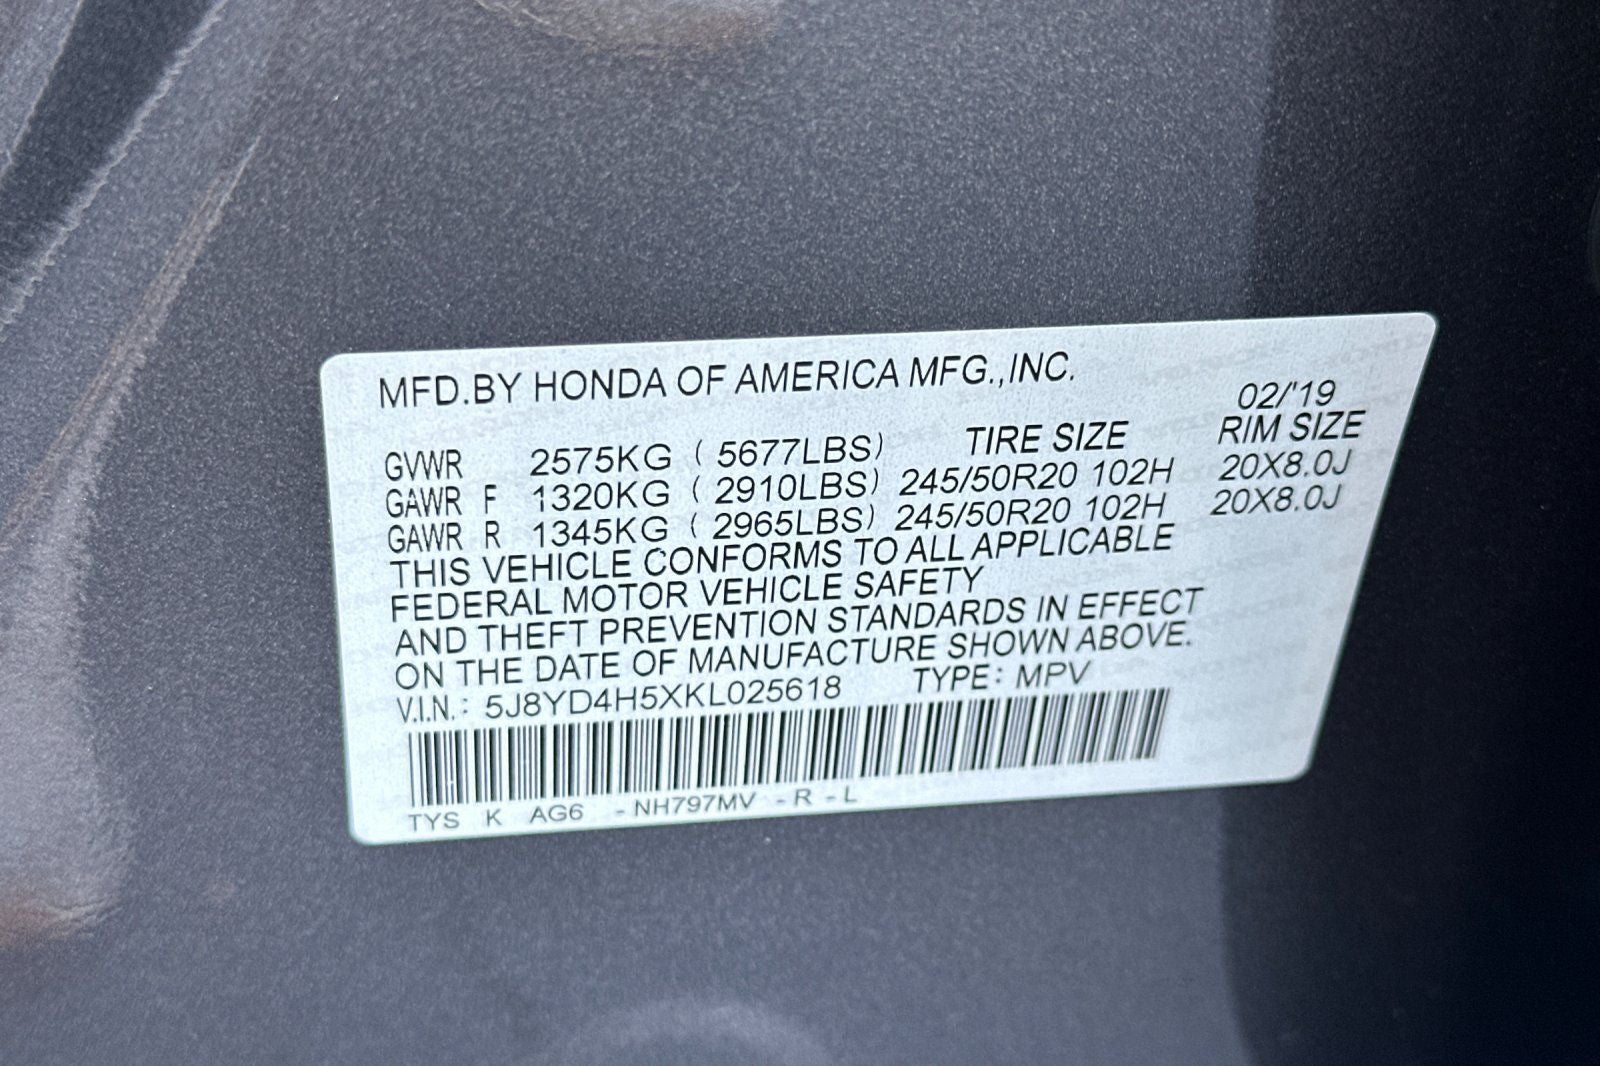 MFD.BY HONDA OF AMERICA MFG.,INC.
02/'19
GVWR 2575KG ( 5677LBS) TIRE SIZE RIM SIZE
GAWR F 1320KG ( 2910LBS) 245/50R20 102H 20X8.0J
GAWR R 1345KG ( 2965LBS) 245/50R20 102H 20X8.0J
THIS VEHICLE CONFORMS TO ALL APPLICABLE
FEDERAL MOTOR VEHICLE SAFETY
AND THEFT PREVENTION STANDARDS IN EFFECT
ON THE DATE OF MANUFACTURE SHOWN ABOVE.
V.I.N.: 5J8YD4H5XKL025618 TYPE: MPV
TYS K AG6 -NH797MV -R -L